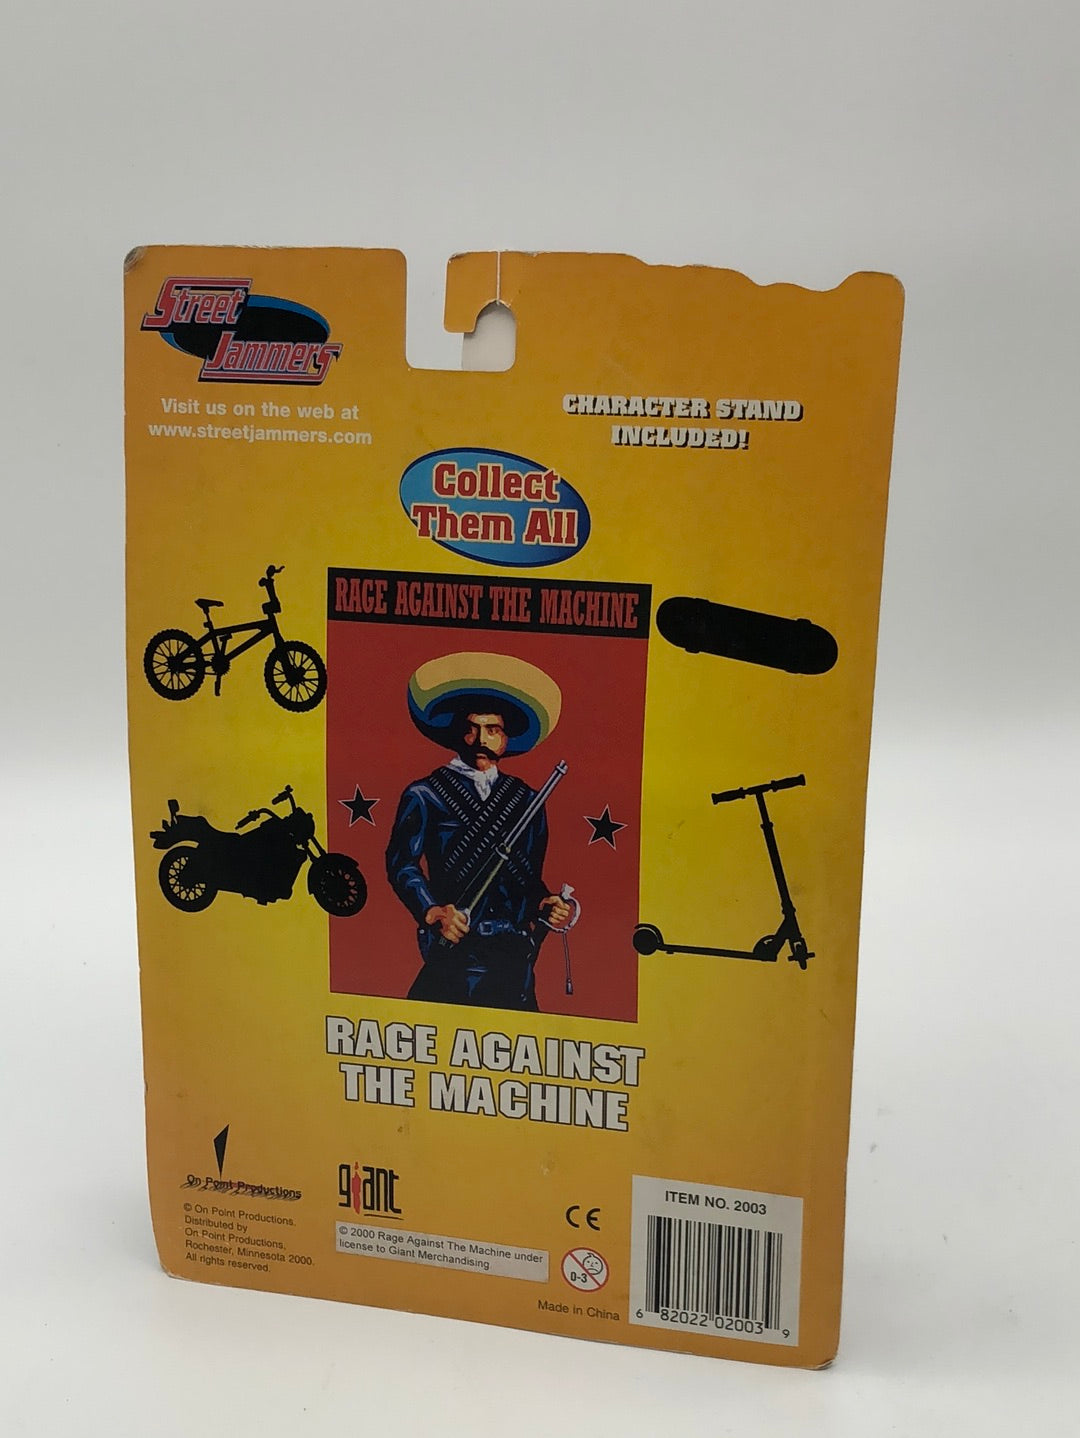 Street
Jammers
Visit us on the web at
www.streetjammers.com
CHARACTER STAND
INCLUDED!
Collect
Them All
RAGE AGAINST THE MACHINE
RAGE AGAINST
THE MACHINE
On Point Productions
© On Point Productions.
Distributed by
On Point Productions,
Rochester, Minnesota 2000.
All rights reserved.
giant
© 2000 Rage Against The Machine under
license to Giant Merchandising.
CE
0-3
Made in China
ITEM NO. 2003
6 82022 02003 9